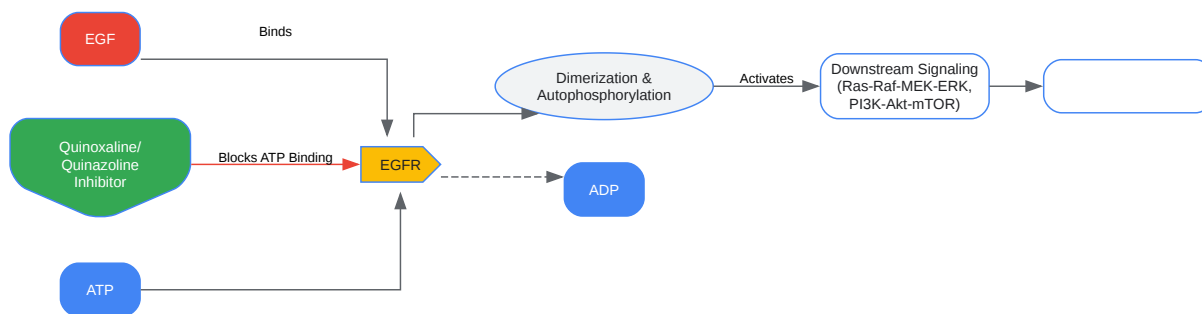 EGF
Binds
Dimerization &
Autophosphorylation
Activates
Downstream Signaling
(Ras-Raf-MEK-ERK,
PI3K-Akt-mTOR)
Quinoxaline/
Quinazoline
Inhibitor
Blocks ATP Binding
EGFR
ADP
ATP